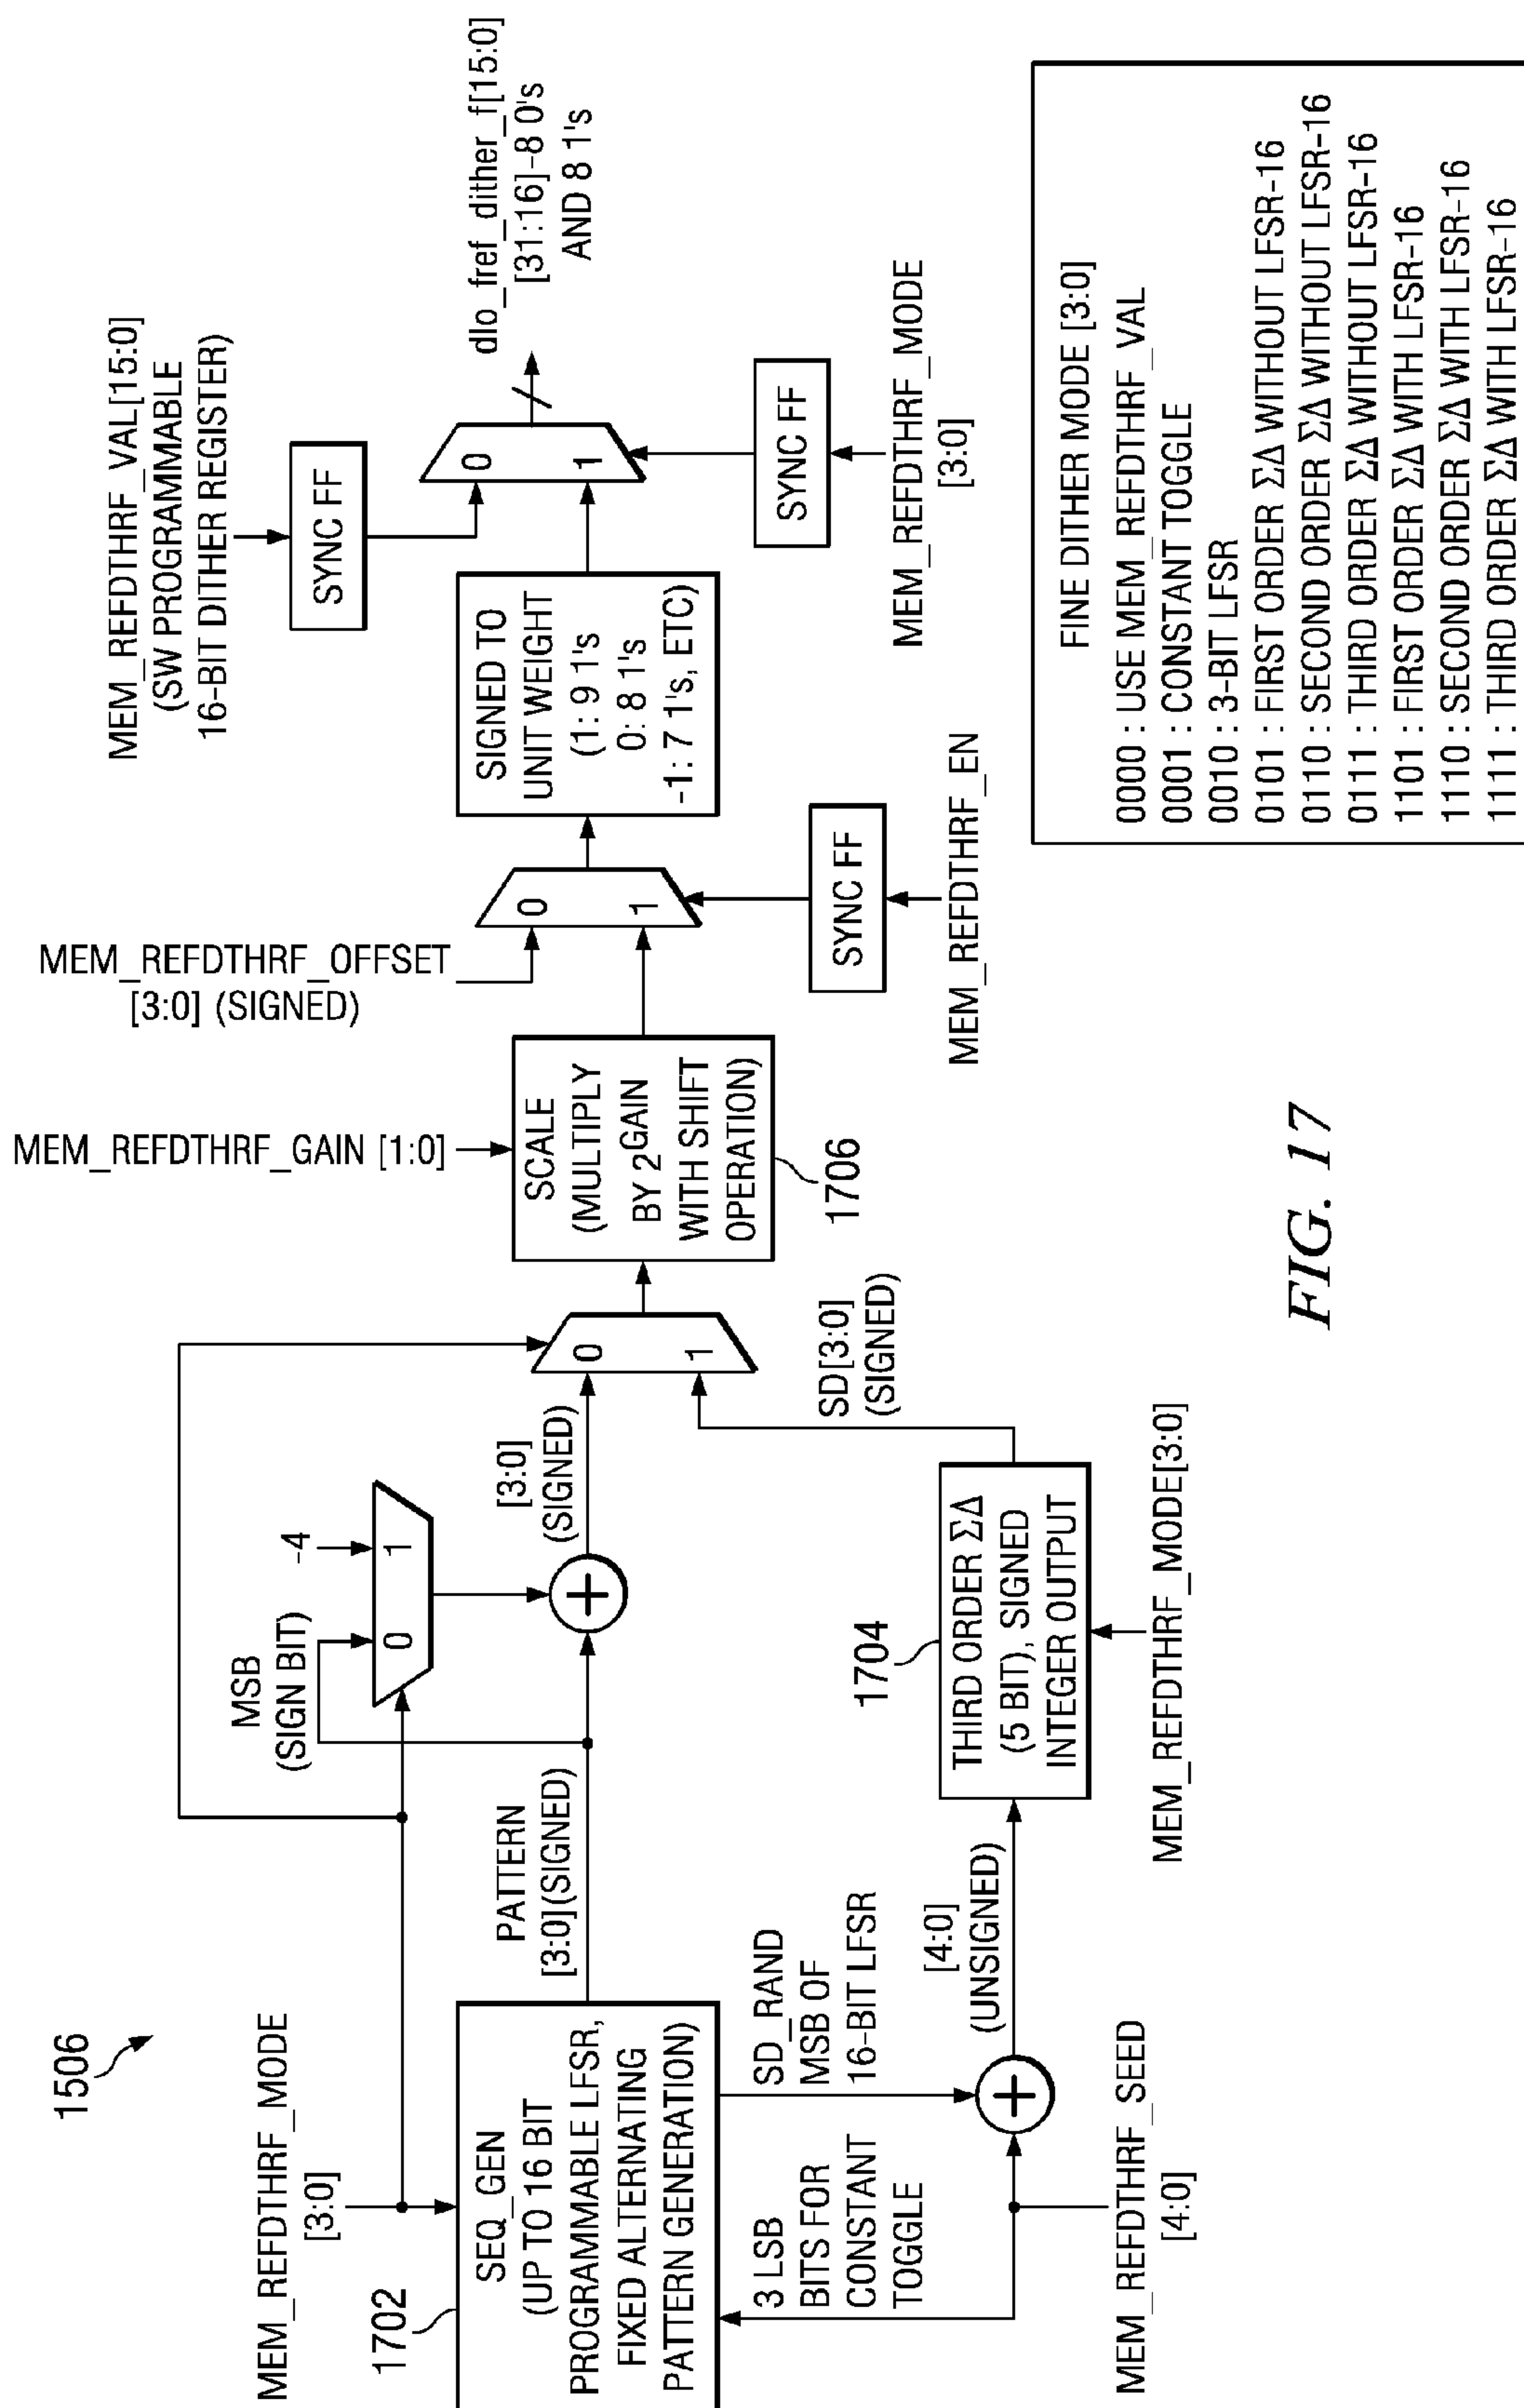 1506
MEM_REFDTHRF_MODE
[3:0]
1702
SEQ_GEN
(UP TO 16 BIT
PROGRAMMABLE LFSR,
FIXED ALTERNATING
PATTERN GENERATION)
3 LSB
BITS FOR
CONSTANT
TOGGLE
SD_RAND
MSB OF
16-BIT LFSR
MEM_REFDTHRF_SEED
[4:0]
PATTERN
[3:0](SIGNED)
MSB
(SIGN BIT)
-4
0
1
+
+
[3:0]
(SIGNED)
[4:0]
(UNSIGNED)
1704
THIRD ORDER ΣΔ
(5 BIT), SIGNED
INTEGER OUTPUT
MEM_REFDTHRF_MODE[3:0]
SD[3:0]
(SIGNED)
0
1
MEM_REFDTHRF_GAIN [1:0]
SCALE
(MULTIPLY
BY 2^GAIN
WITH SHIFT
OPERATION)
1706
MEM_REFDTHRF_OFFSET
[3:0] (SIGNED)
0
1
SYNC FF
MEM_REFDTHRF_EN
SIGNED TO
UNIT WEIGHT
(1: 9 1's
0: 8 1's
-1: 7 1's, ETC)
MEM_REFDTHRF_VAL[15:0]
(SW PROGRAMMABLE
16-BIT DITHER REGISTER)
SYNC FF
0
1
SYNC FF
MEM_REFDTHRF_MODE
[3:0]
dlo_fref_dither_f[15:0]
[31:16]-8 0's
AND 8 1's
FINE DITHER MODE [3:0]
0000 : USE MEM_REFDTHRF_VAL
0001 : CONSTANT TOGGLE
0010 : 3-BIT LFSR
0101 : FIRST ORDER ΣΔ WITHOUT LFSR-16
0110 : SECOND ORDER ΣΔ WITHOUT LFSR-16
0111 : THIRD ORDER ΣΔ WITHOUT LFSR-16
1101 : FIRST ORDER ΣΔ WITH LFSR-16
1110 : SECOND ORDER ΣΔ WITH LFSR-16
1111 : THIRD ORDER ΣΔ WITH LFSR-16
FIG. 17